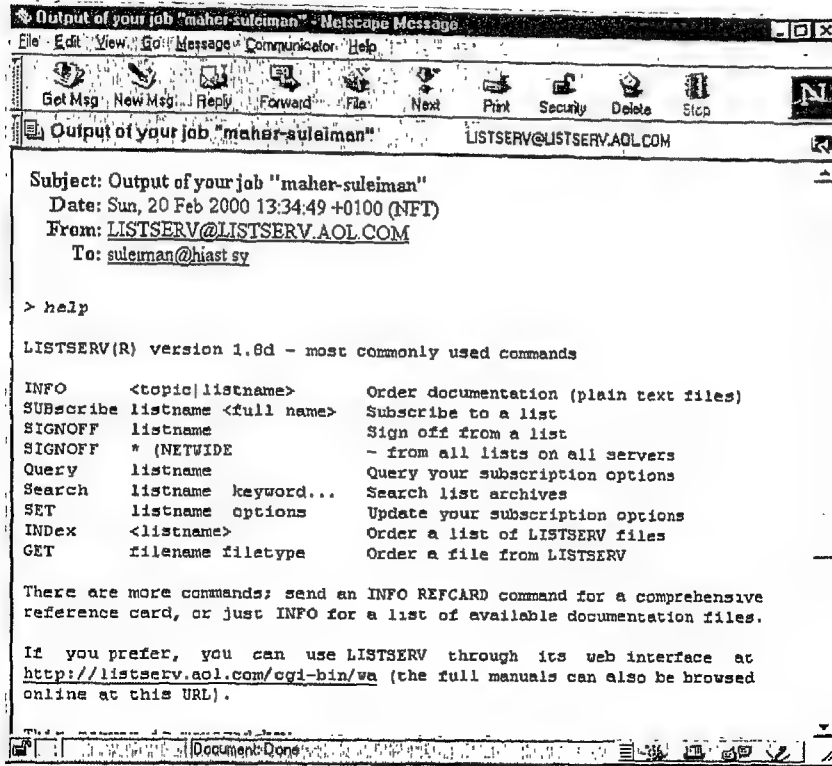 Output of your job "maher-suleiman" - Netscape Message
File Edit View Go Message Communicator Help
Get Msg New Msg Reply Forward File Next Print Security Delete Stop
Output of your job "maher-suleiman" LISTSERV@LISTSERV.AOL.COM
Subject: Output of your job "maher-suleiman"
Date: Sun, 20 Feb 2000 13:34:49 +0100 (NFT)
From: LISTSERV@LISTSERV.AOL.COM
To: suleiman@hiast sy
> help
LISTSERV(R) version 1.8d - most commonly used commands
INFO <topic|listname> Order documentation (plain text files)
SUBscribe listname <full name> Subscribe to a list
SIGNOFF listname Sign off from a list
SIGNOFF * (NETWIDE - from all lists on all servers
Query listname Query your subscription options
Search listname keyword... Search list archives
SET listname options Update your subscription options
INDex <listname> Order a list of LISTSERV files
GET filename filetype Order a file from LISTSERV
There are more commands; send an INFO REFCARD command for a comprehensive
reference card, or just INFO for a list of available documentation files.
If you prefer, you can use LISTSERV through its web interface at
http://listserv.aol.com/cgi-bin/wa (the full manuals can also be browsed
online at this URL).
Document: Done